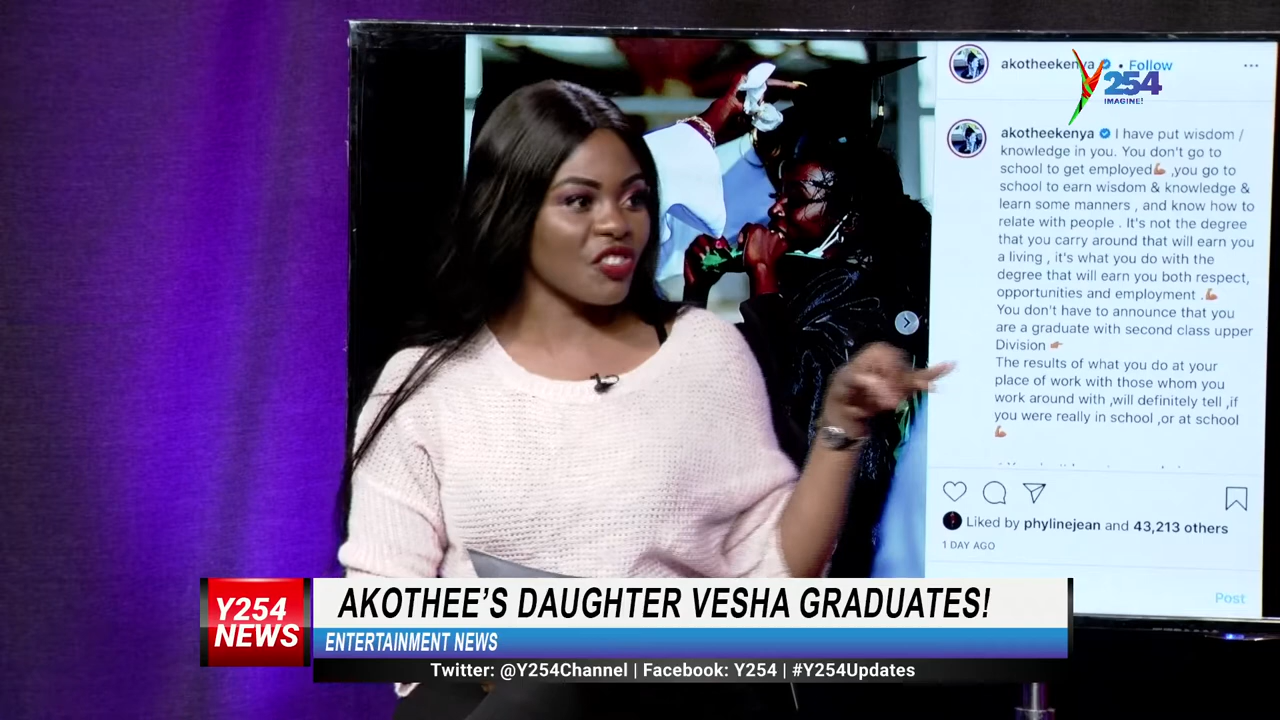 akotheekenya • Follow
Y254
IMAGINE!
akotheekenya I have put wisdom /
knowledge in you. You don't go to
school to get employed💪🏽 ,you go to
school to earn wisdom & knowledge &
learn some manners , and know how to
relate with people . It's not the degree
that you carry around that will earn you
a living , it's what you do with the
degree that will earn you both respect,
opportunities and employment .💪🏽
You don't have to announce that you
are a graduate with second class upper
Division 👉🏽
The results of what you do at your
place of work with those whom you
work around with ,will definitely tell ,if
you were really in school ,or at school
💪🏽
Liked by phylinejean and 43,213 others
1 DAY AGO
Post
Y254
NEWS
AKOTHEE'S DAUGHTER VESHA GRADUATES!
ENTERTAINMENT NEWS
Twitter: @Y254Channel | Facebook: Y254 | #Y254Updates